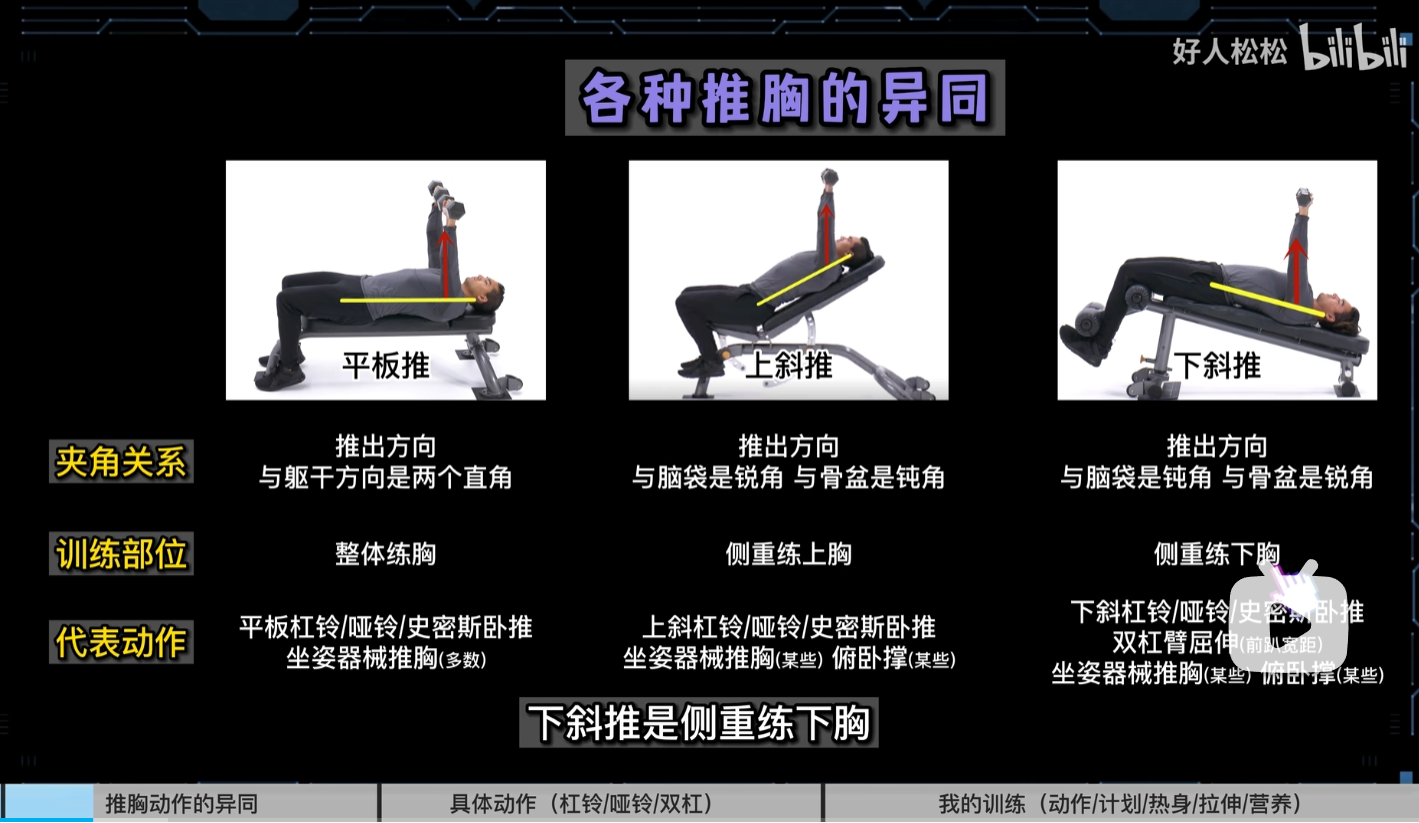 好人松松 bilibili
各种推胸的异同
平板推
上斜推
下斜推
夹角关系
推出方向
与躯干方向是两个直角
推出方向
与脑袋是锐角 与骨盆是钝角
推出方向
与脑袋是钝角 与骨盆是锐角
训练部位
整体练胸
侧重练上胸
侧重练下胸
代表动作
平板杠铃/哑铃/史密斯卧推
坐姿器械推胸(多数)
上斜杠铃/哑铃/史密斯卧推
坐姿器械推胸(某些) 俯卧撑(某些)
下斜杠铃/哑铃/史密斯卧推
双杠臂屈伸(前趴宽距)
坐姿器械推胸(某些) 俯卧撑(某些)
下斜推是侧重练下胸
推胸动作的异同
具体动作（杠铃/哑铃/双杠）
我的训练（动作/计划/热身/拉伸/营养）